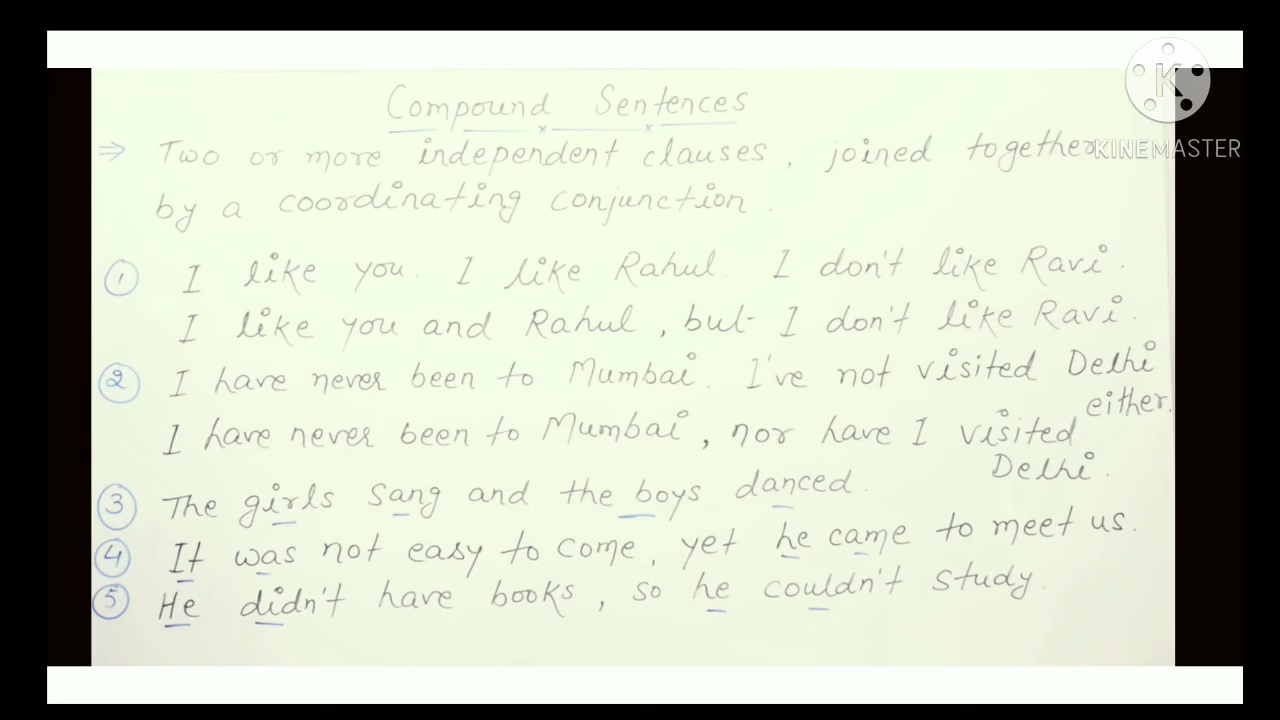 Compound Sentences
⇒ Two or more independent clauses, joined together
KINEMASTER
by a coordinating conjunction.
① I like you. I like Rahul. I don't like Ravi.
I like you and Rahul, but I don't like Ravi.
② I have never been to Mumbai. I've not visited Delhi
either.
I have never been to Mumbai, nor have I visited
Delhi.
③ The girls sang and the boys danced.
④ It was not easy to come, yet he came to meet us.
⑤ He didn't have books, so he couldn't study.